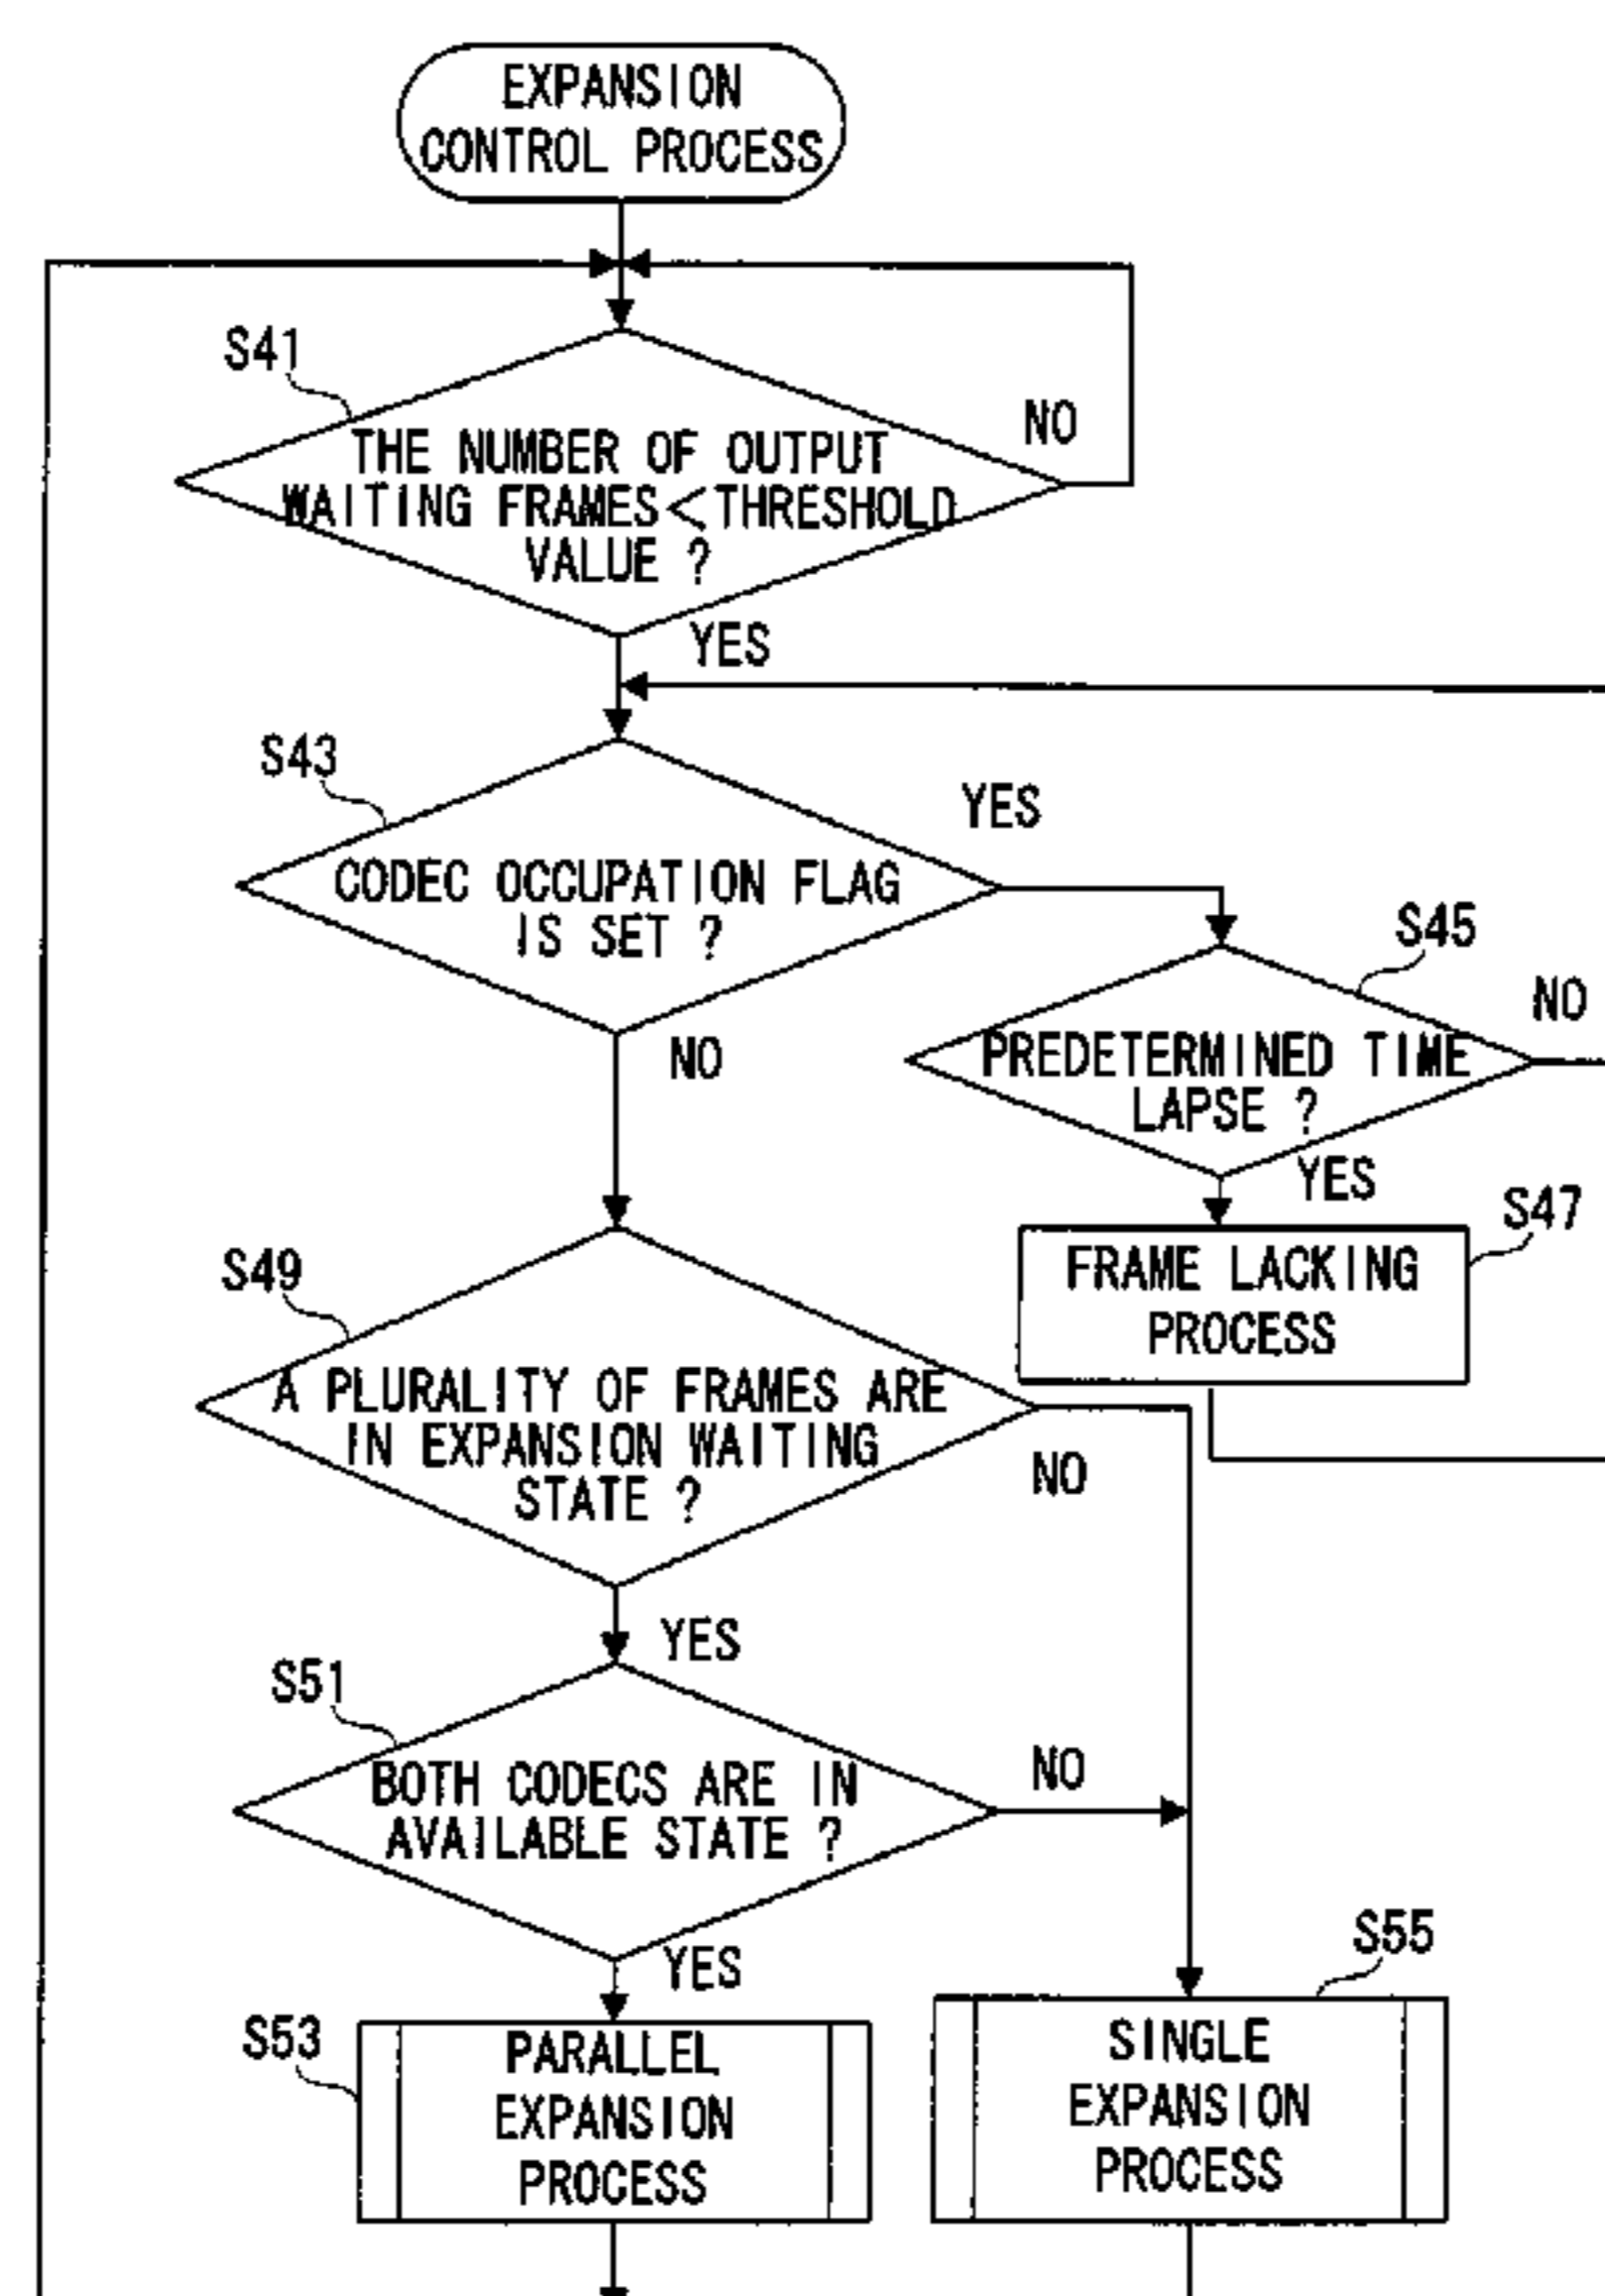 EXPANSION
CONTROL PROCESS
S41
NO
THE NUMBER OF OUTPUT
WAITING FRAMES<THRESHOLD
VALUE ?
YES
S43
YES
CODEC OCCUPATION FLAG
IS SET ?
S45
NO
NO
PREDETERMINED TIME
LAPSE ?
YES
S47
FRAME LACKING
PROCESS
S49
A PLURALITY OF FRAMES ARE
IN EXPANSION WAITING
STATE ?
NO
YES
S51
NO
BOTH CODECS ARE IN
AVAILABLE STATE ?
YES
S55
S53
PARALLEL
EXPANSION
PROCESS
SINGLE
EXPANSION
PROCESS